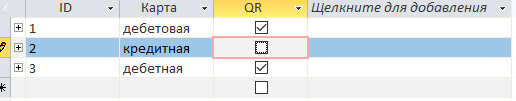 ID Карта QR Щелкните для добавления
1 дебетовая
2 кредитная
3 дебетная